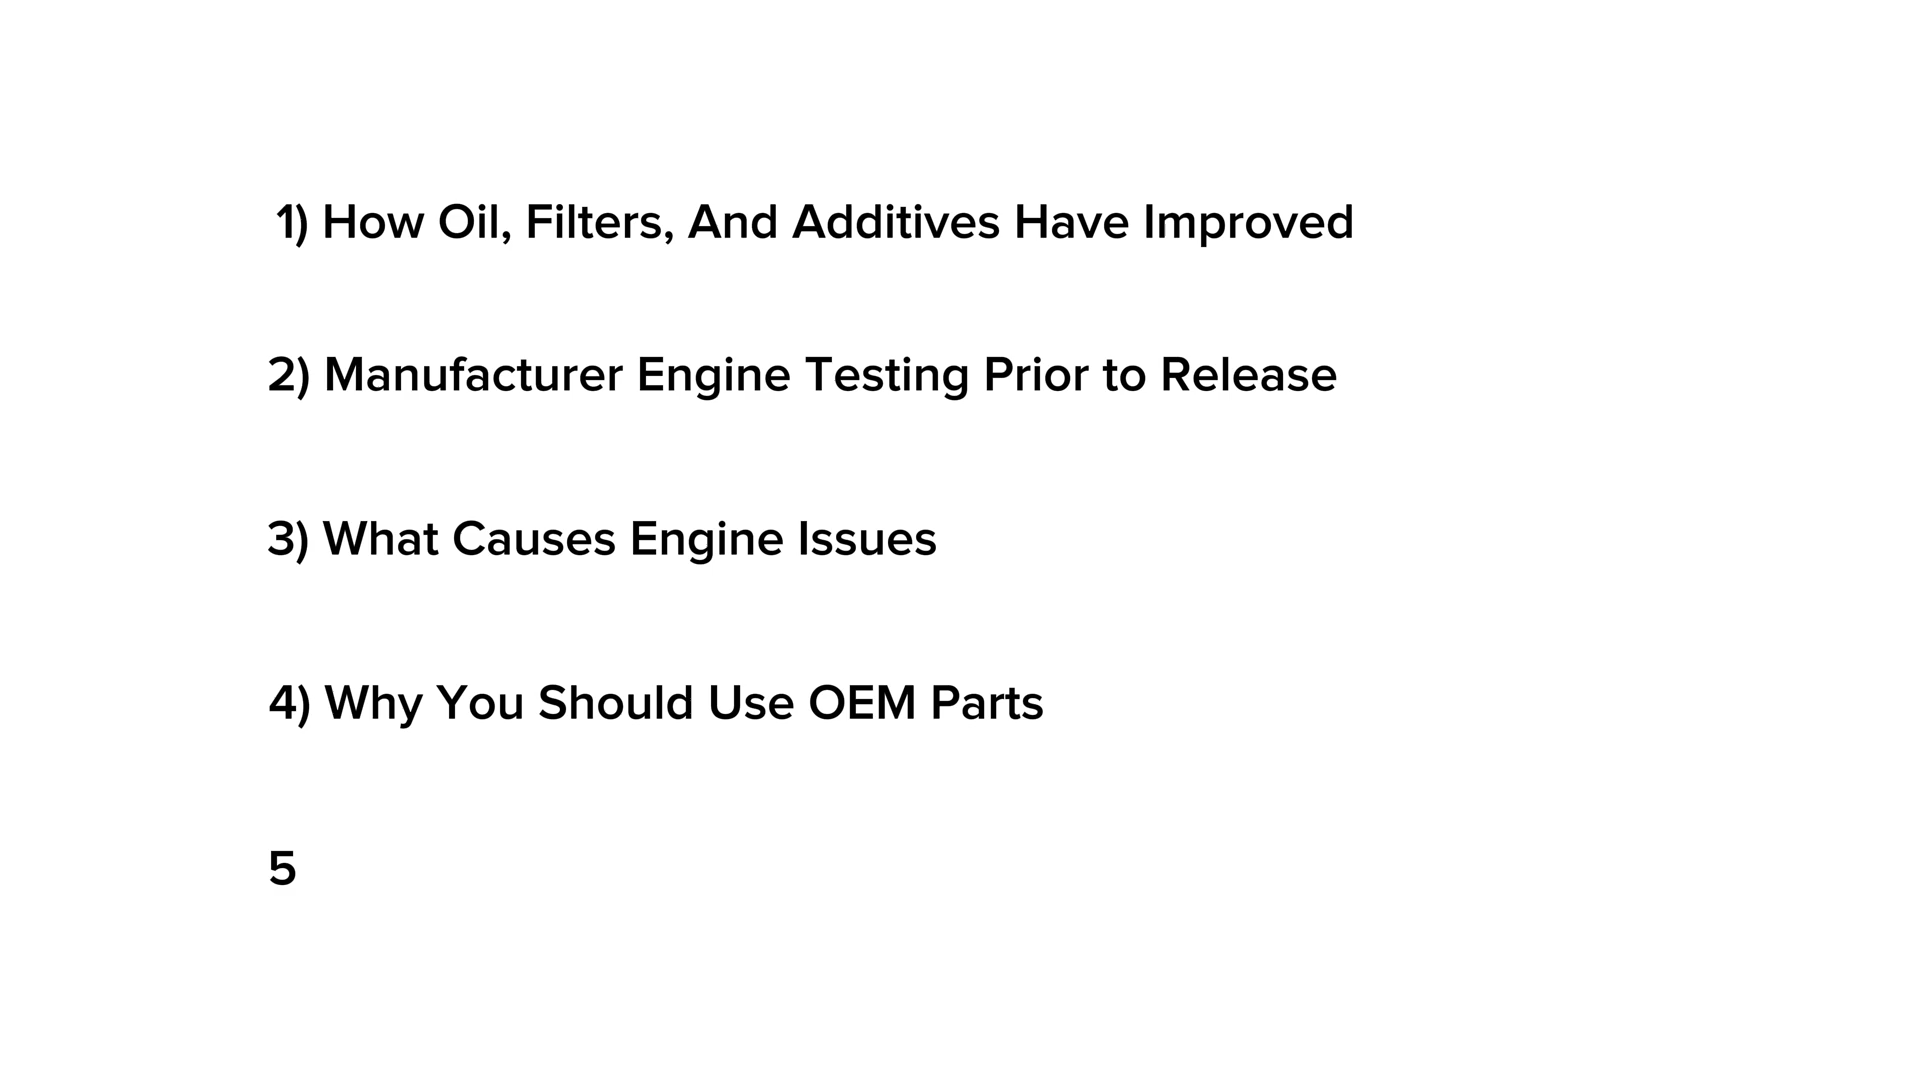 1) How Oil, Filters, And Additives Have Improved
2) Manufacturer Engine Testing Prior to Release
3) What Causes Engine Issues
4) Why You Should Use OEM Parts
5